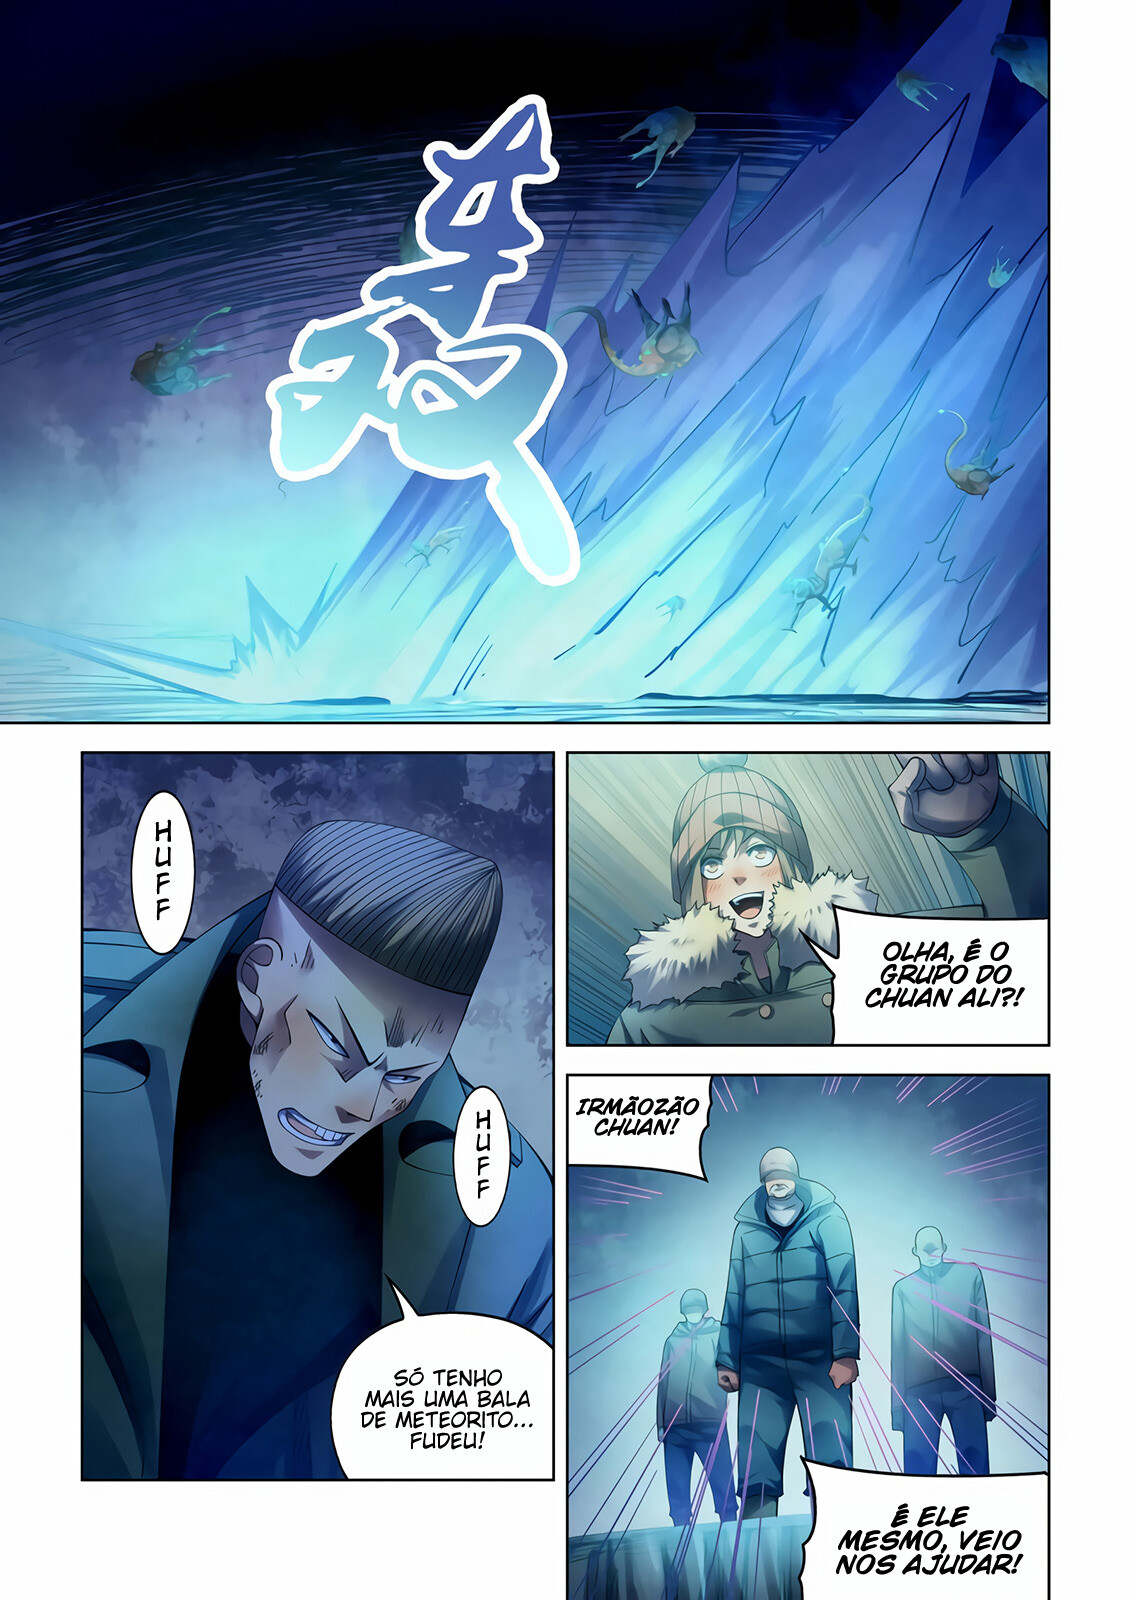 HUFF
HUFF
SÓ TENHO
MAIS UMA BALA
DE METEORITO...
FUDEU!
OLHA, É O
GRUPO DO
CHUAN ALI?!
IRMÃOZÃO
CHUAN!
É ELE
MESMO, VEIO
NOS AJUDAR!